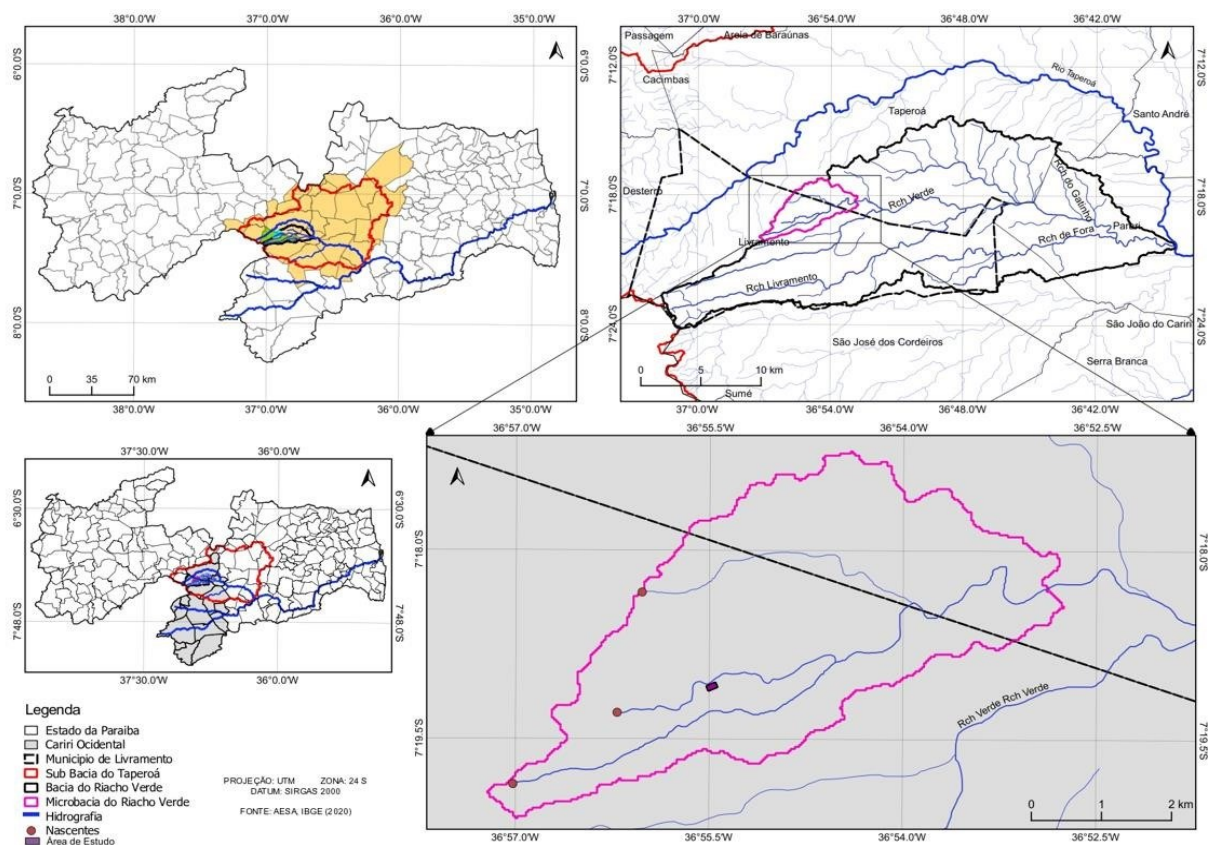 38°0.0'W 37°0.0'W 36°0.0'W 35°0.0'W
6°0.0'S 6°0.0'S
7°0.0'S 7°0.0'S
8°0.0'S 8°0.0'S
0 35 70 km
38°0.0'W 37°0.0'W 36°0.0'W 35°0.0'W
37°0.0'W 36°54.0'W 36°48.0'W 36°42.0'W
Passagem Areia de Baraúnas
7°12.0'S 7°12.0'S
Cacimbas
Rio Taperoá
Taperoá Santo André
Desterro
7°18.0'S 7°18.0'S
Rch Verde
Rch do Gatinho
Livramento
Rch de Fora
Rch Livramento
7°24.0'S 7°24.0'S
São João do Cariri
São José dos Cordeiros
Serra Branca
0 5 10 km
Sumé
37°0.0'W 36°54.0'W 36°48.0'W 36°42.0'W
37°30.0'W 36°0.0'W
6°30.0'S
7°48.0'S 7°48.0'S
37°30.0'W 36°0.0'W
36°57.0'W 36°55.5'W 36°54.0'W 36°52.5'W
7°18.0'S 7°18.0'S
7°19.5'S 7°19.5'S
Rch Verde Rch Verde
0 1 2 km
36°57.0'W 36°55.5'W 36°54.0'W 36°52.5'W
Legenda
Estado da Paraiba
Cariri Ocidental
Municipio de Livramento
Sub Bacia do Taperoá
Bacia do Riacho Verde
Microbacia do Riacho Verde
Hidrografia
Nascentes
Área de Estudo
PROJEÇÃO: UTM ZONA: 24 S
DATUM: SIRGAS 2000
FONTE: AESA, IBGE (2020)